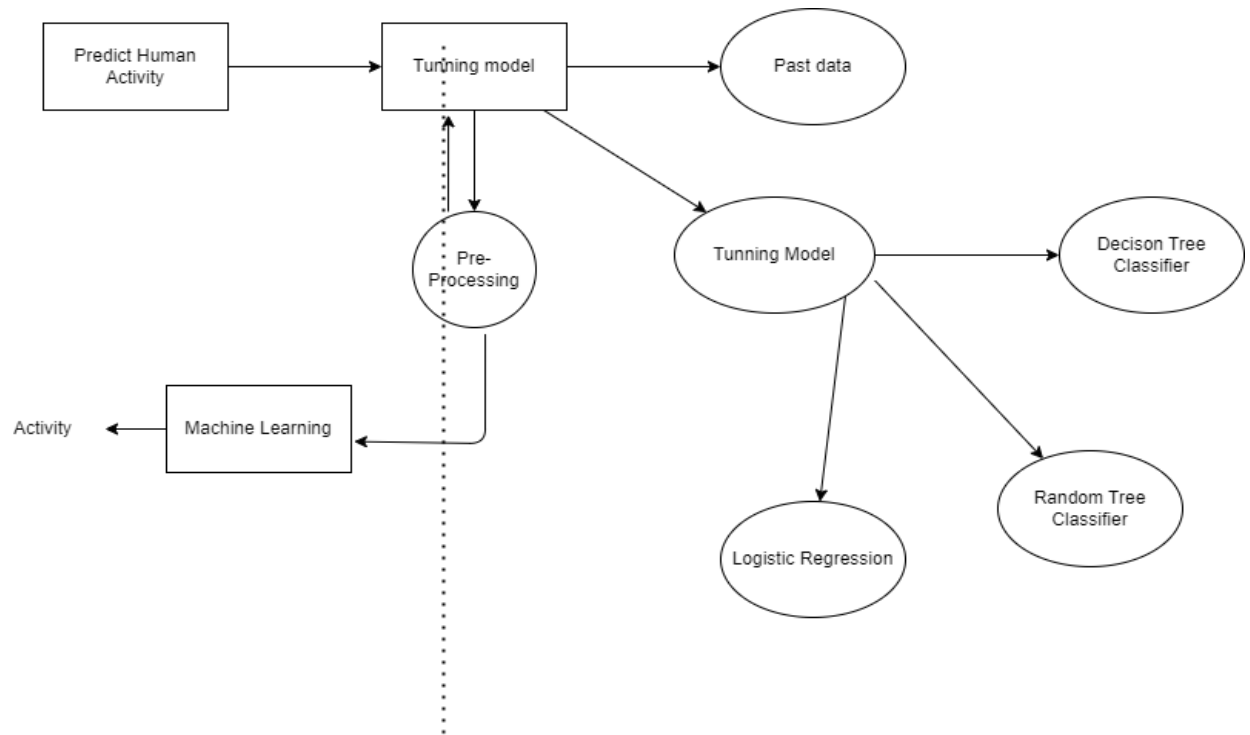 Predict Human
Activity
Tunning model
Past data
Pre-
Processing
Tunning Model
Decison Tree
Classifier
Activity
Machine Learning
Random Tree
Classifier
Logistic Regression